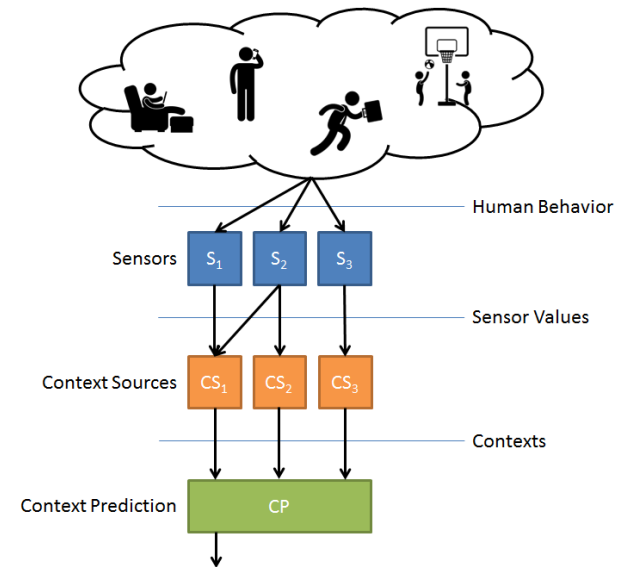 Human Behavior
Sensors S₁ S₂ S₃
Sensor Values
Context Sources CS₁ CS₂ CS₃
Contexts
Context Prediction CP